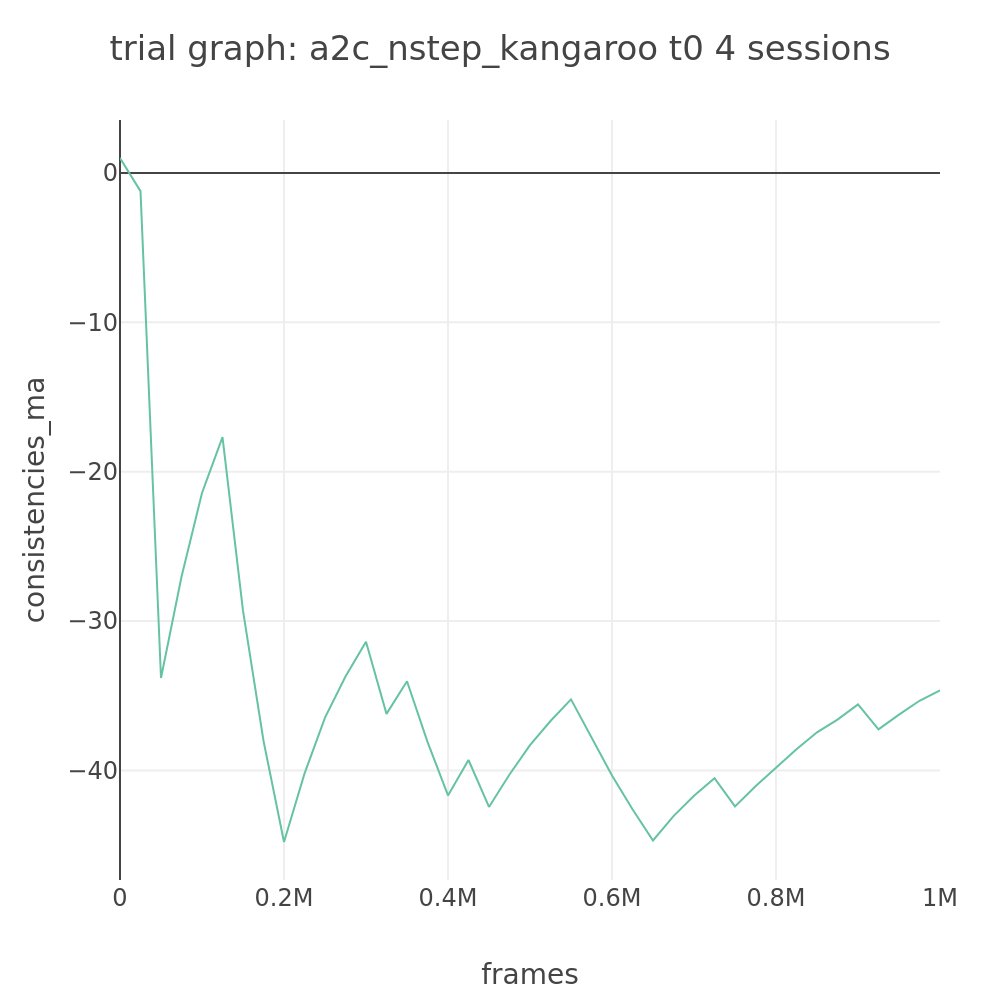 trial graph: a2c_nstep_kangaroo t0 4 sessions
consistencies_ma
0
−10
−20
−30
−40
0
0.2M
0.4M
0.6M
0.8M
1M
frames